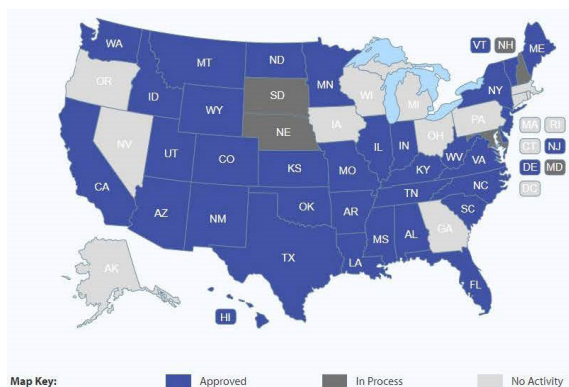 WA
MT
ND
MN
VT
NH
ME
OR
ID
SD
WI
MI
NY
WY
MA
RI
NV
UT
CO
NE
IA
IL
IN
OH
PA
CT
NJ
CA
KS
MO
KY
WV
VA
DE
MD
AZ
NM
OK
AR
TN
NC
DC
TX
LA
MS
AL
GA
SC
AK
HI
FL
Map Key:
Approved
In Process
No Activity